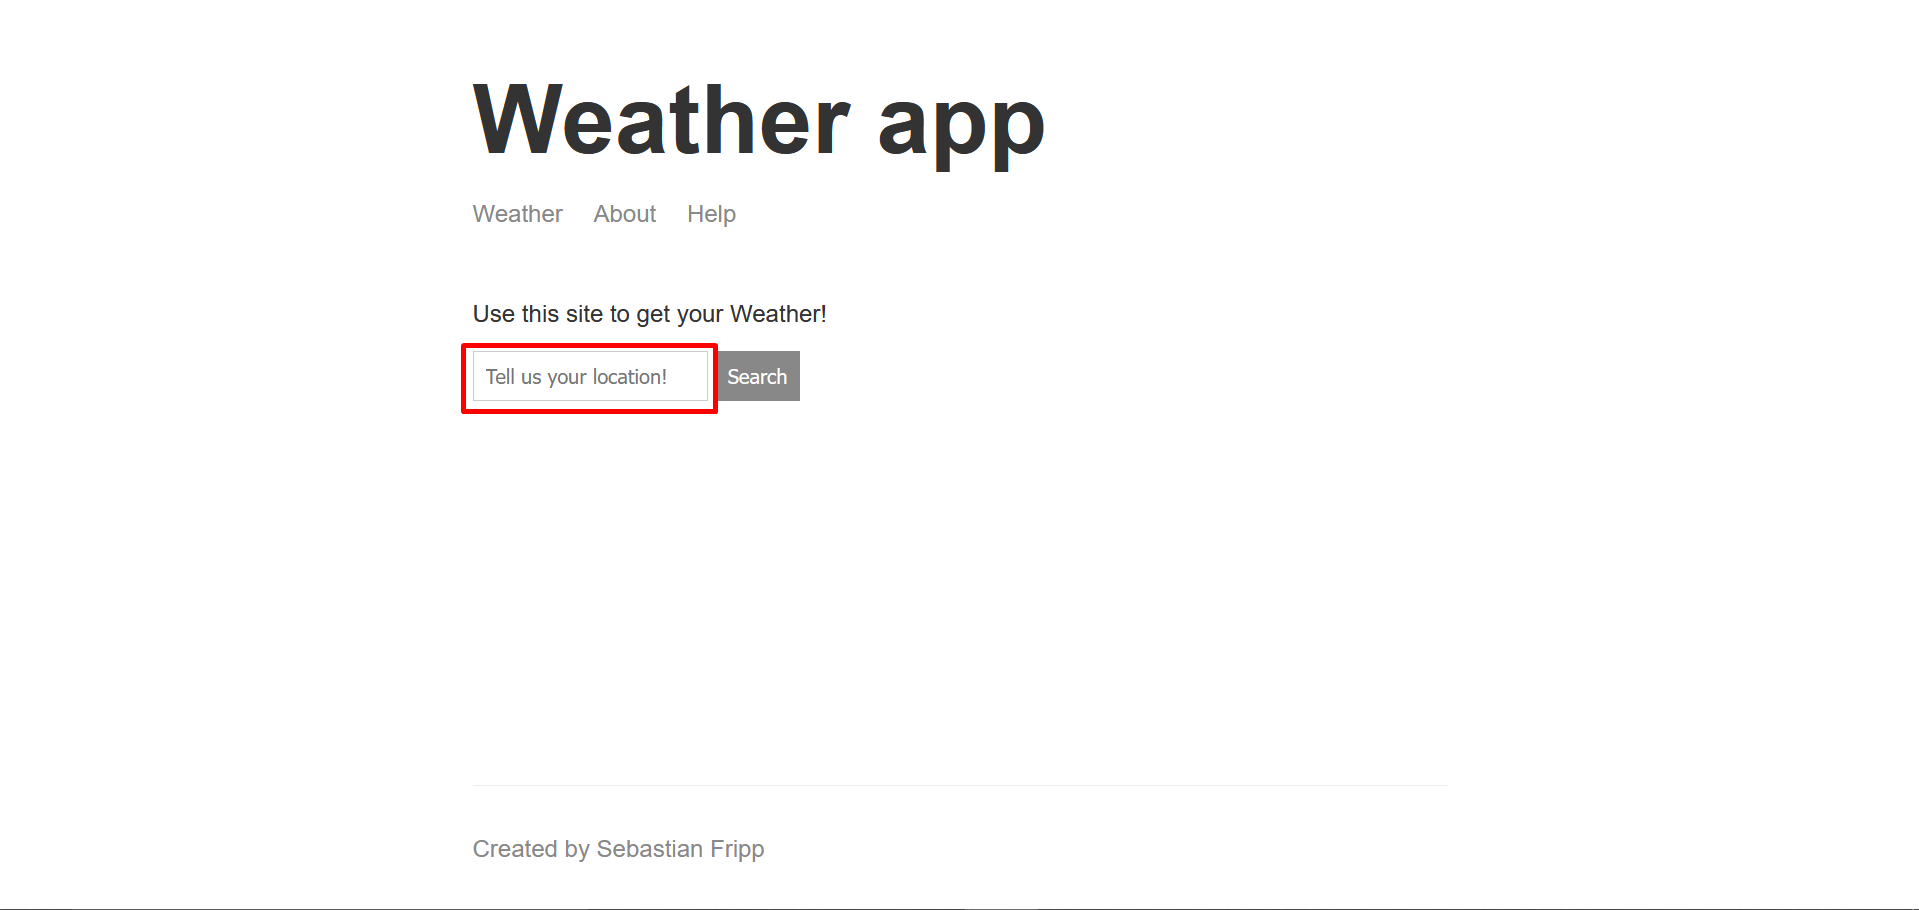 Weather app
Weather About Help
Use this site to get your Weather!
Tell us your location! Search
Created by Sebastian Fripp